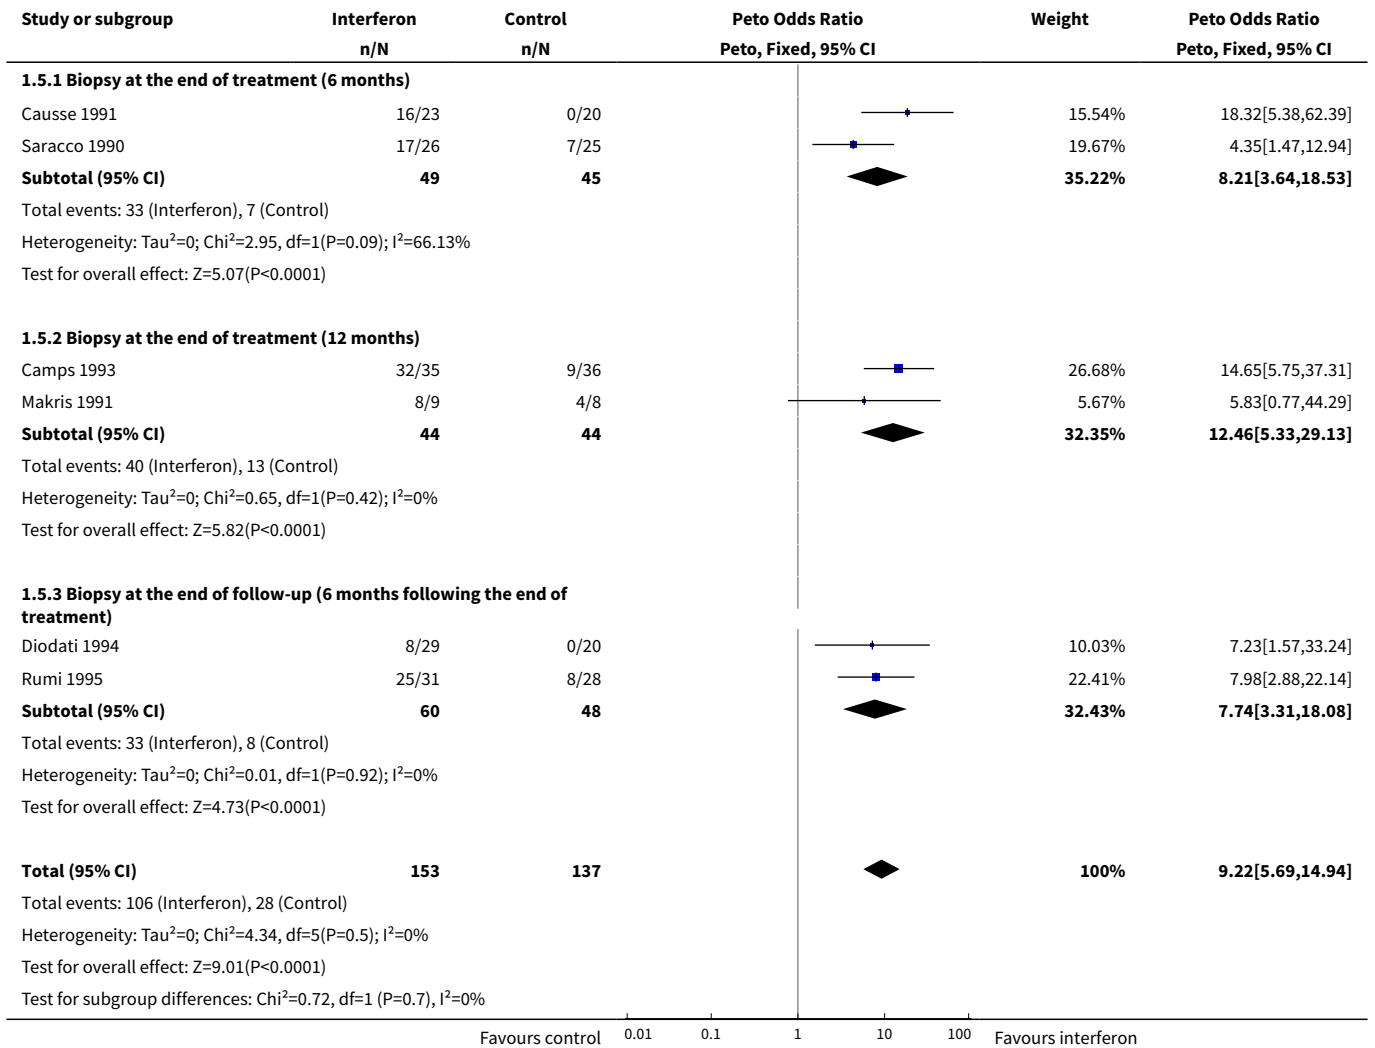 Study or subgroup Interferon Control Peto Odds Ratio Weight Peto Odds Ratio
n/N n/N Peto, Fixed, 95% CI Peto, Fixed, 95% CI
1.5.1 Biopsy at the end of treatment (6 months)
Causse 1991 16/23 0/20 15.54% 18.32[5.38,62.39]
Saracco 1990 17/26 7/25 19.67% 4.35[1.47,12.94]
Subtotal (95% CI) 49 45 35.22% 8.21[3.64,18.53]
Total events: 33 (Interferon), 7 (Control)
Heterogeneity: Tau²=0; Chi²=2.95, df=1(P=0.09); I²=66.13%
Test for overall effect: Z=5.07(P<0.0001)
1.5.2 Biopsy at the end of treatment (12 months)
Camps 1993 32/35 9/36 26.68% 14.65[5.75,37.31]
Makris 1991 8/9 4/8 5.67% 5.83[0.77,44.29]
Subtotal (95% CI) 44 44 32.35% 12.46[5.33,29.13]
Total events: 40 (Interferon), 13 (Control)
Heterogeneity: Tau²=0; Chi²=0.65, df=1(P=0.42); I²=0%
Test for overall effect: Z=5.82(P<0.0001)
1.5.3 Biopsy at the end of follow-up (6 months following the end of
treatment)
Diodati 1994 8/29 0/20 10.03% 7.23[1.57,33.24]
Rumi 1995 25/31 8/28 22.41% 7.98[2.88,22.14]
Subtotal (95% CI) 60 48 32.43% 7.74[3.31,18.08]
Total events: 33 (Interferon), 8 (Control)
Heterogeneity: Tau²=0; Chi²=0.01, df=1(P=0.92); I²=0%
Test for overall effect: Z=4.73(P<0.0001)
Total (95% CI) 153 137 100% 9.22[5.69,14.94]
Total events: 106 (Interferon), 28 (Control)
Heterogeneity: Tau²=0; Chi²=4.34, df=5(P=0.5); I²=0%
Test for overall effect: Z=9.01(P<0.0001)
Test for subgroup differences: Chi²=0.72, df=1 (P=0.7), I²=0%
Favours control 0.01 0.1 1 10 100 Favours interferon